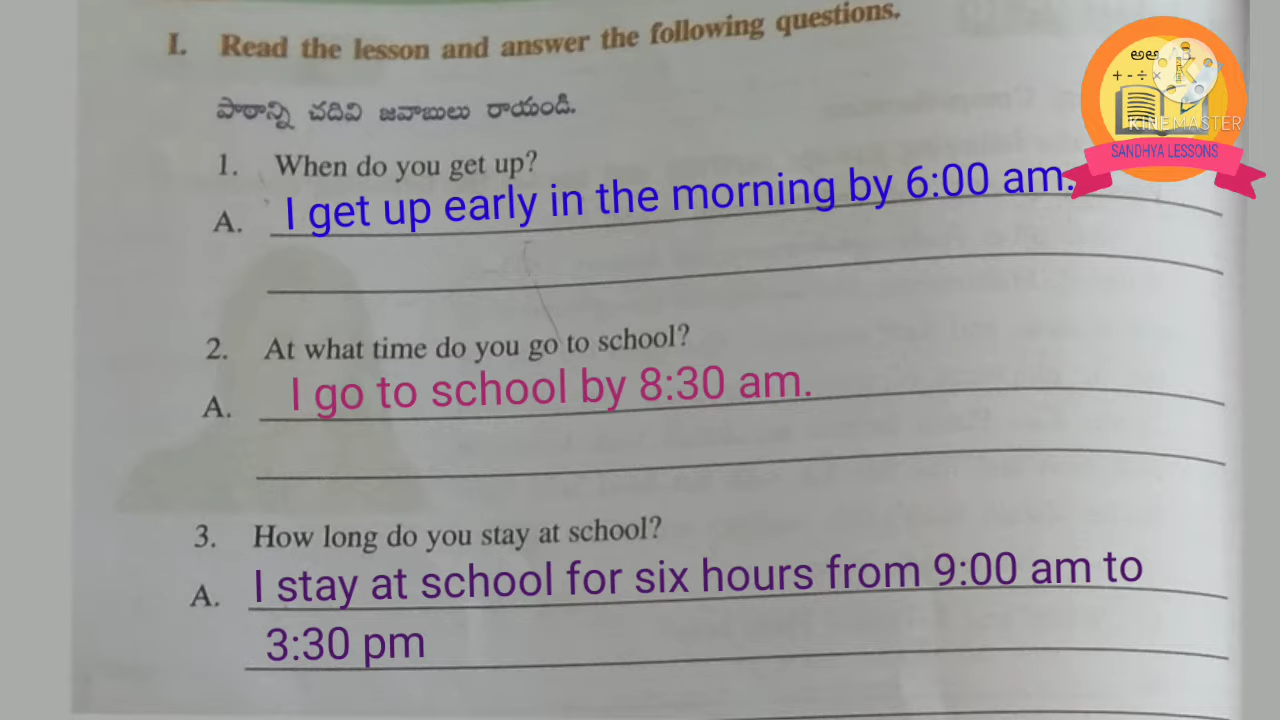 I. Read the lesson and answer the following questions.
పాఠాన్ని చదివి జవాబులు రాయండి.
1. When do you get up?
A. I get up early in the morning by 6:00 am.
2. At what time do you go to school?
A. I go to school by 8:30 am.
3. How long do you stay at school?
A. I stay at school for six hours from 9:00 am to
3:30 pm
+ - ÷ ×
KINEMASTER
SANDHYA LESSONS